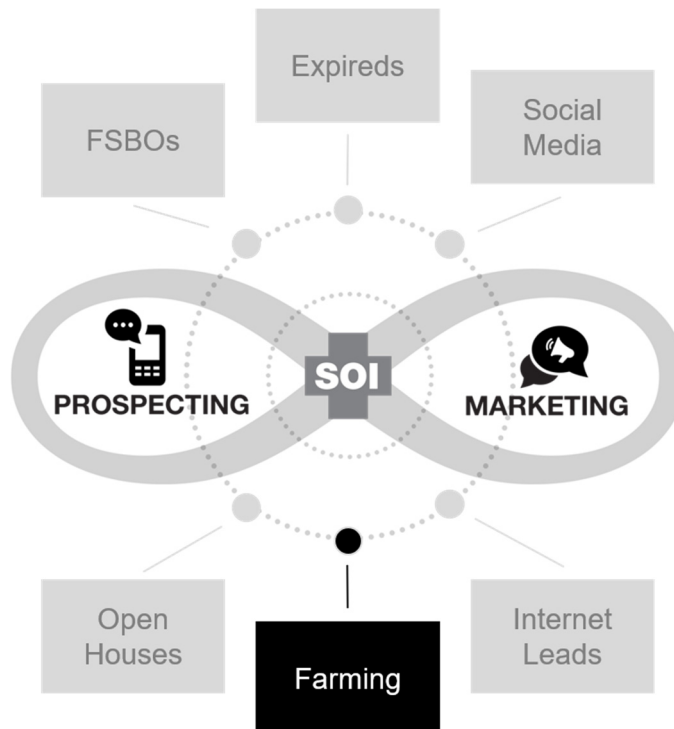 Expireds
FSBOs
Social
Media
PROSPECTING
SOI
MARKETING
Open
Houses
Farming
Internet
Leads